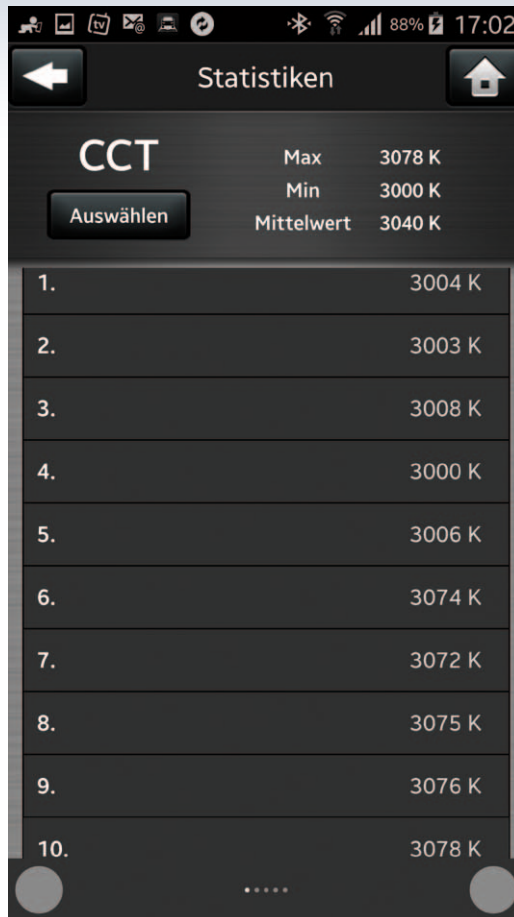 88% 17:02
Statistiken
CCT
Auswählen
Max 3078 K
Min 3000 K
Mittelwert 3040 K
1. 3004 K
2. 3003 K
3. 3008 K
4. 3000 K
5. 3006 K
6. 3074 K
7. 3072 K
8. 3075 K
9. 3076 K
10. 3078 K